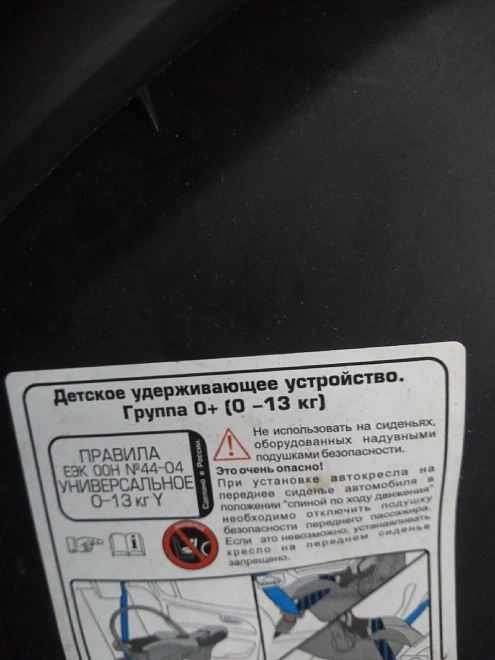 Детское удерживающее устройство.
Группа 0+ (0 –13 кг)
ПРАВИЛА
ЕЭК ООН №44-04
УНИВЕРСАЛЬНОЕ
0-13 кг Y
Сделано в России.
Не использовать на сиденьях,
оборудованных надувными
подушками безопасности.
Это очень опасно!
При установке автокресла на
переднее сиденье автомобиля в
положении "спиной по ходу движения"
необходимо отключить подушку
безопасности переднего пассажира.
Если это невозможно, устанавливать
кресло на переднем сиденье
запрещено.